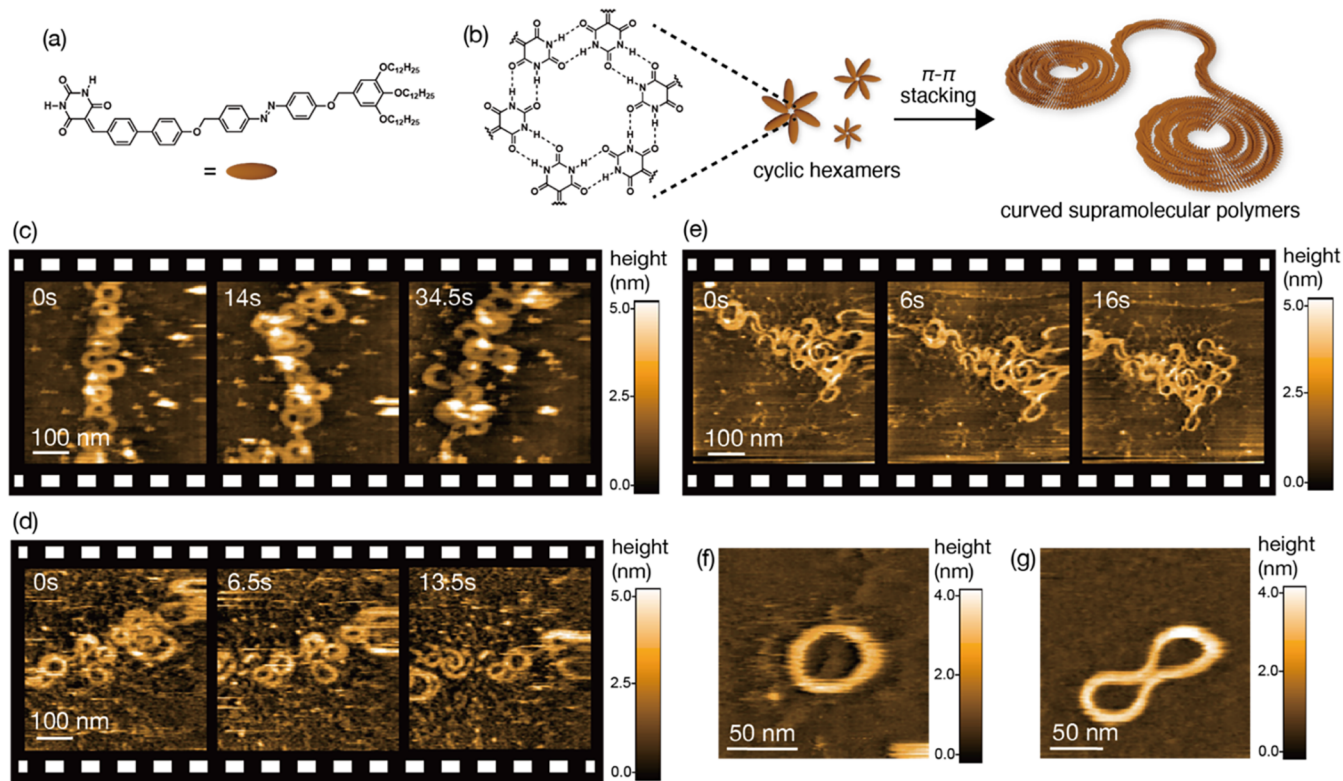 (a)
O
H
N
H
O
N
O
O
N
N
O
OC12H25
OC12H25
OC12H25
=
(b)
cyclic hexamers
π-π
stacking
curved supramolecular polymers
(c)
0s
14s
34.5s
100 nm
height
(nm)
5.0
2.5
0.0
(e)
0s
6s
16s
100 nm
height
(nm)
5.0
2.5
0.0
(d)
0s
6.5s
13.5s
100 nm
height
(nm)
5.0
2.5
0.0
(f)
50 nm
height
(nm)
4.0
2.0
0.0
(g)
50 nm
height
(nm)
4.0
2.0
0.0